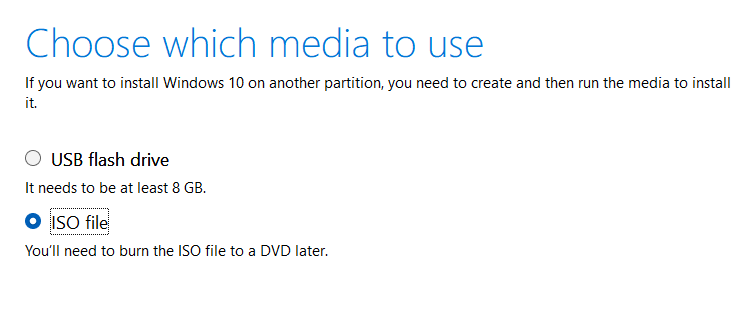 Choose which media to use
If you want to install Windows 10 on another partition, you need to create and then run the media to install
it.
USB flash drive
It needs to be at least 8 GB.
ISO file
You'll need to burn the ISO file to a DVD later.